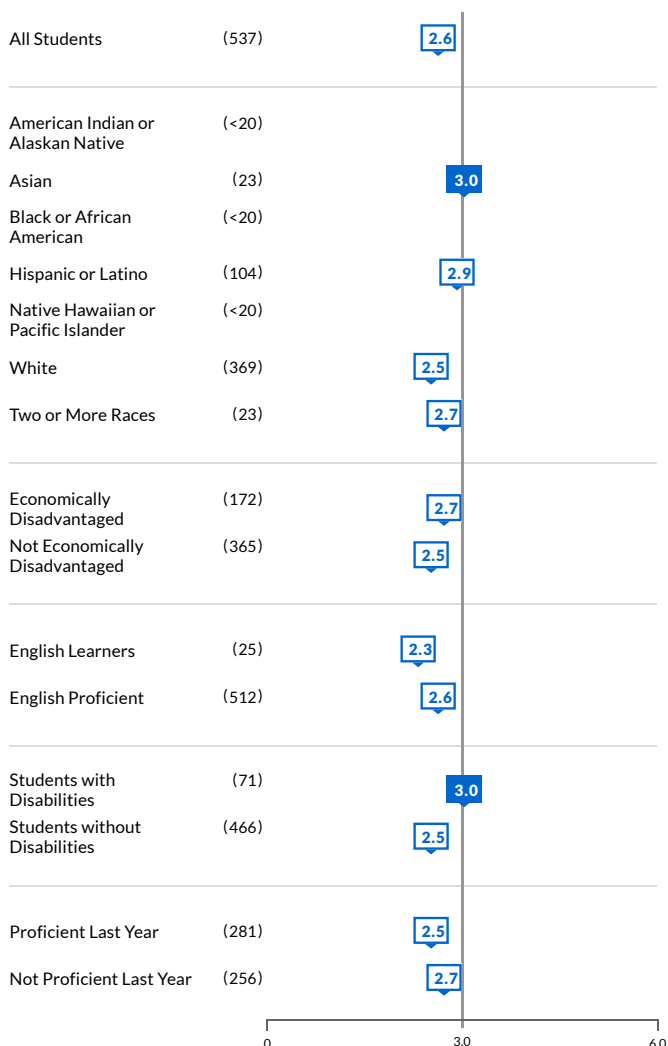 All Students (537) 2.6
American Indian or (<20)
Alaskan Native
Asian (23) 3.0
Black or African (<20)
American
Hispanic or Latino (104) 2.9
Native Hawaiian or (<20)
Pacific Islander
White (369) 2.5
Two or More Races (23) 2.7
Economically (172)
Disadvantaged 2.7
Not Economically (365)
Disadvantaged 2.5
English Learners (25) 2.3
English Proficient (512) 2.6
Students with (71)
Disabilities 3.0
Students without (466)
Disabilities 2.5
Proficient Last Year (281) 2.5
Not Proficient Last Year (256) 2.7
0 3.0 6.0